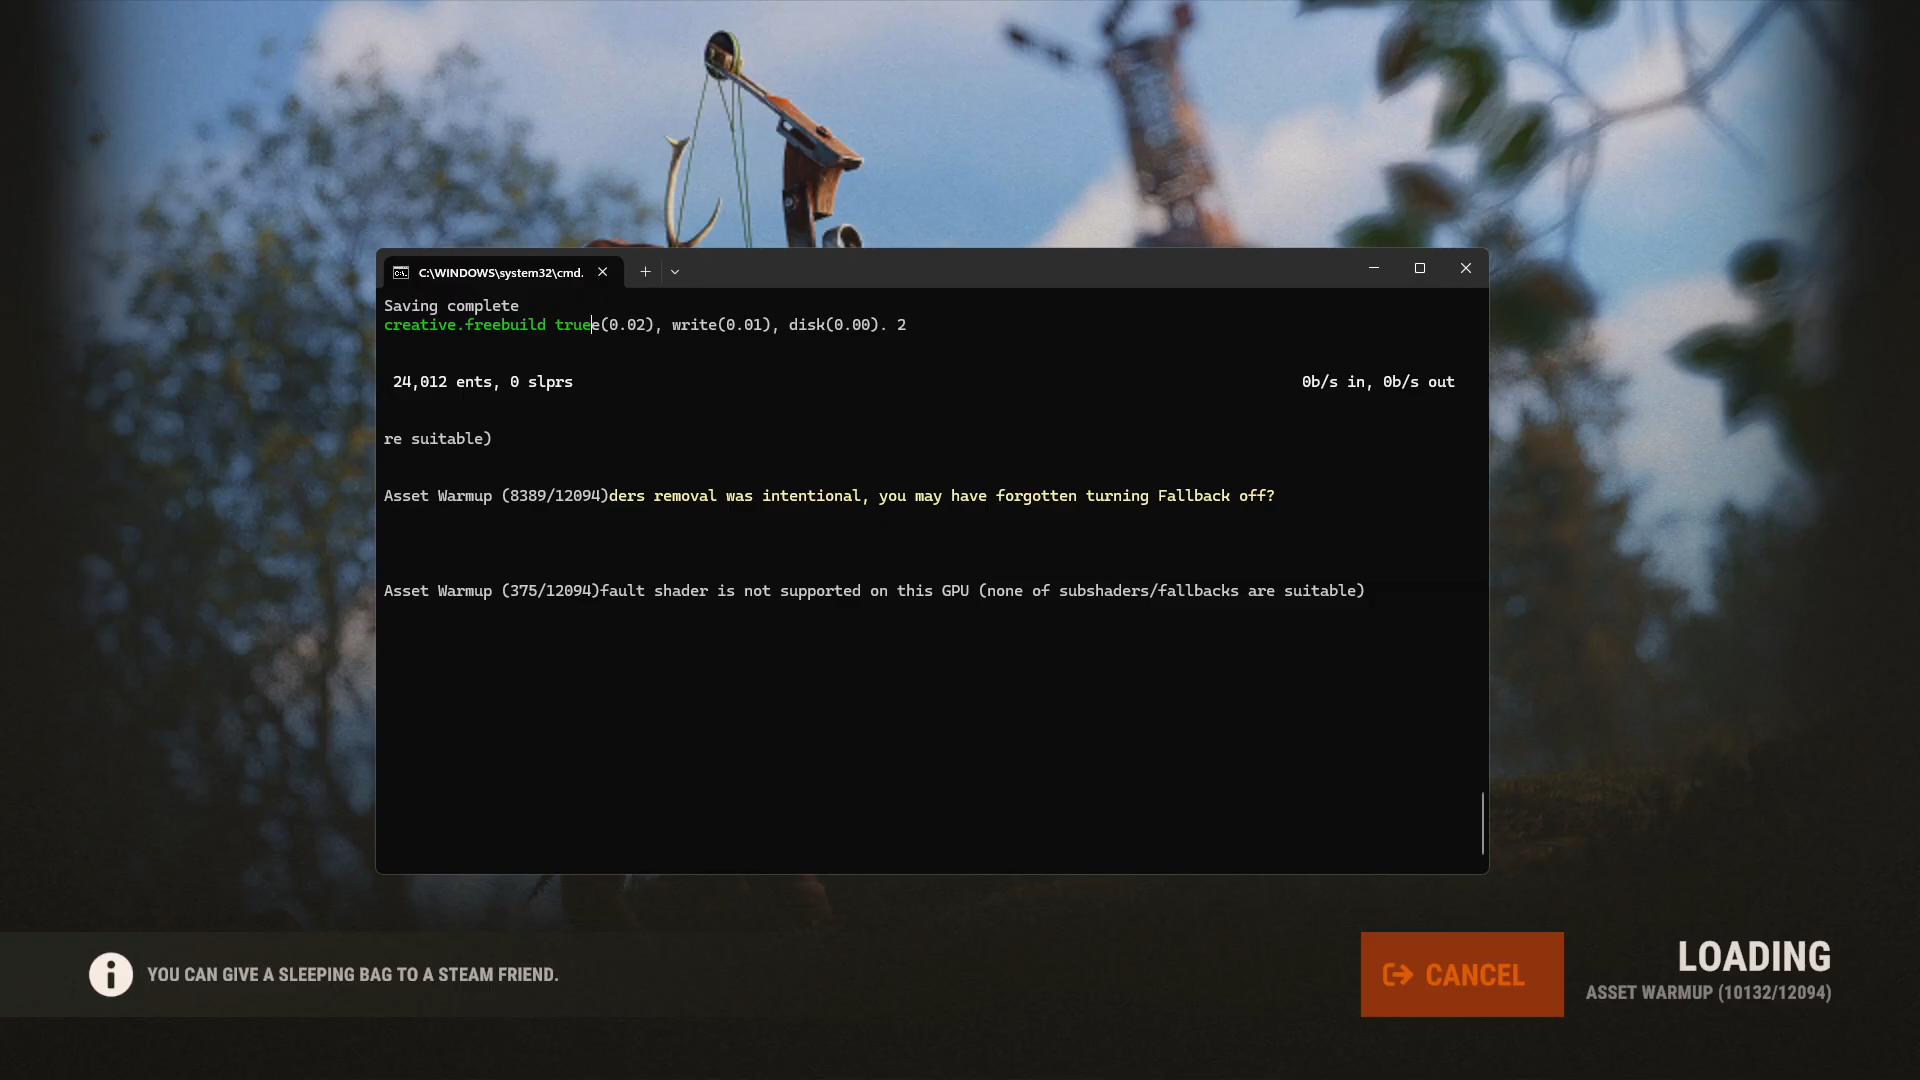 C:\WINDOWS\system32\cmd.
Saving complete
creative.freebuild truee(0.02), write(0.01), disk(0.00). 2
24,012 ents, 0 slprs 0b/s in, 0b/s out
re suitable)
Asset Warmup (8389/12094)ders removal was intentional, you may have forgotten turning Fallback off?
Asset Warmup (375/12094)fault shader is not supported on this GPU (none of subshaders/fallbacks are suitable)
YOU CAN GIVE A SLEEPING BAG TO A STEAM FRIEND.
CANCEL
LOADING
ASSET WARMUP (10132/12094)